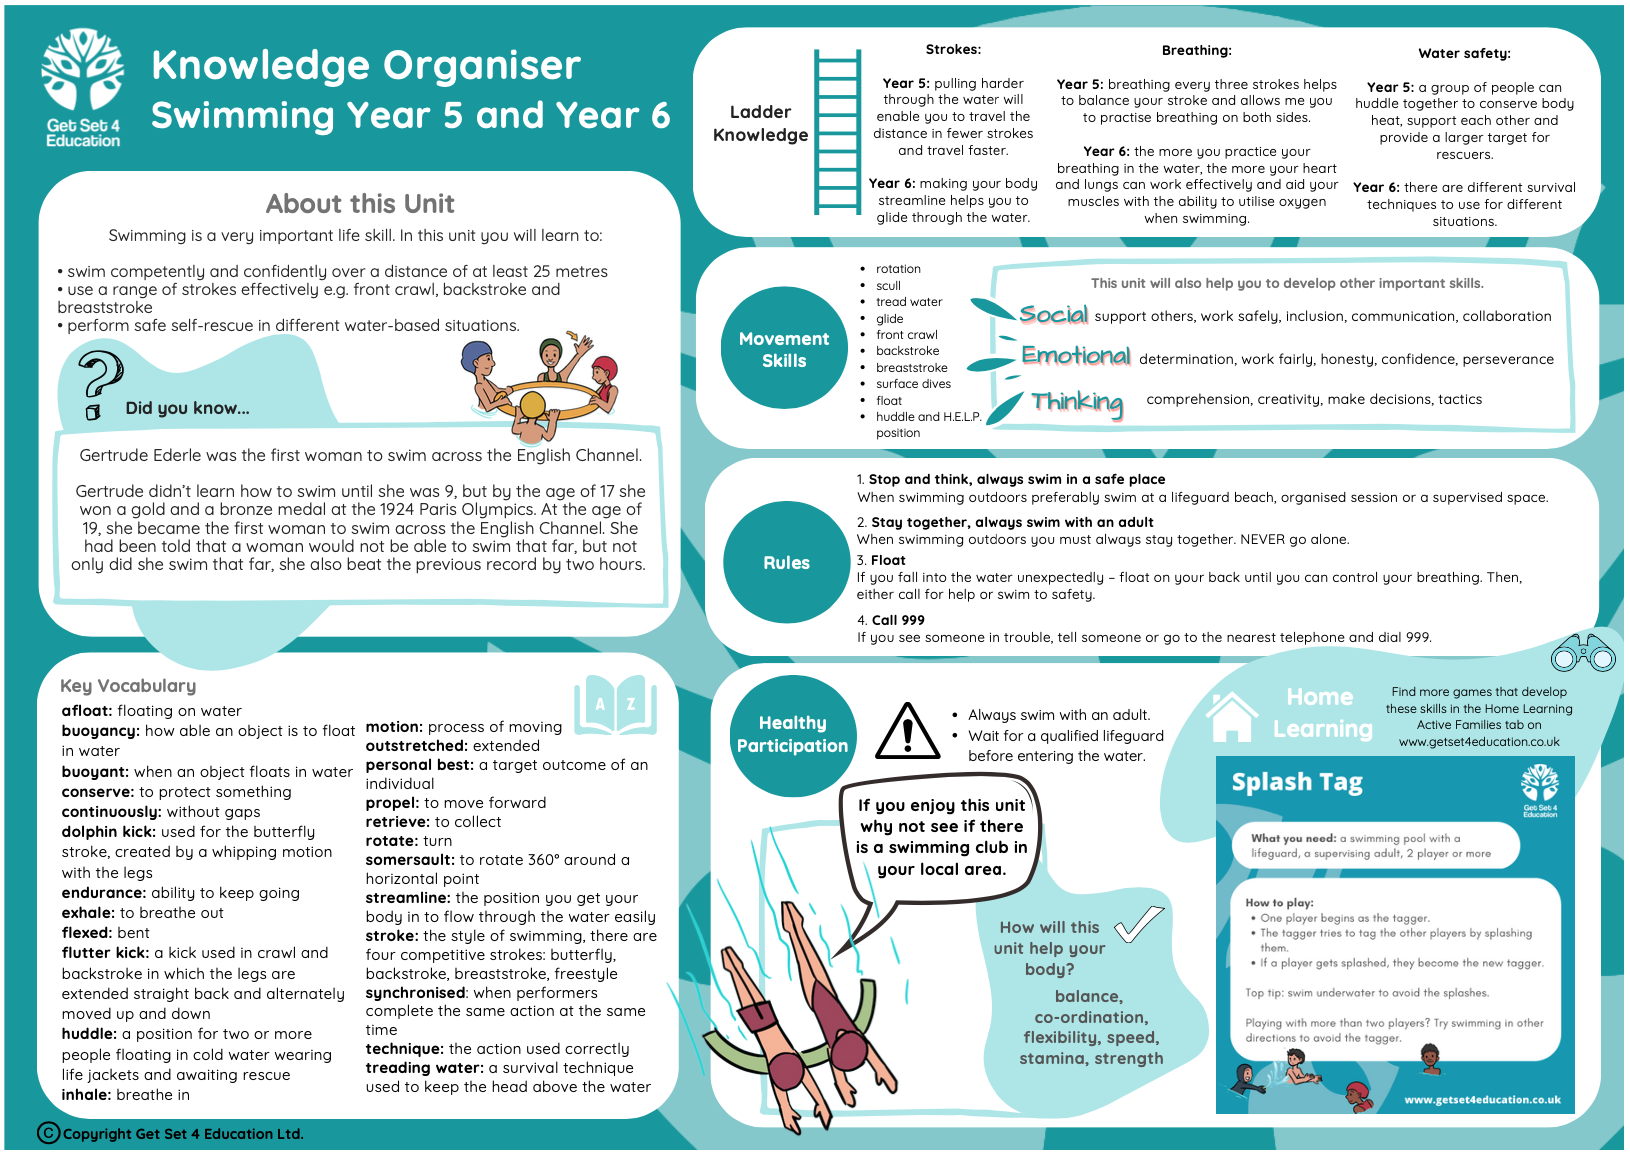 Get Set 4
Education
Knowledge Organiser
Swimming Year 5 and Year 6
About this Unit
Swimming is a very important life skill. In this unit you will learn to:
• swim competently and confidently over a distance of at least 25 metres
• use a range of strokes effectively e.g. front crawl, backstroke and
breaststroke
• perform safe self-rescue in different water-based situations.
?
Did you know...
Gertrude Ederle was the first woman to swim across the English Channel.
Gertrude didn't learn how to swim until she was 9, but by the age of 17 she
won a gold and a bronze medal at the 1924 Paris Olympics. At the age of
19, she became the first woman to swim across the English Channel. She
had been told that a woman would not be able to swim that far, but not
only did she swim that far, she also beat the previous record by two hours.
Key Vocabulary
A Z
afloat: floating on water
buoyancy: how able an object is to float
in water
buoyant: when an object floats in water
conserve: to protect something
continuously: without gaps
dolphin kick: used for the butterfly
stroke, created by a whipping motion
with the legs
endurance: ability to keep going
exhale: to breathe out
flexed: bent
flutter kick: a kick used in crawl and
backstroke in which the legs are
extended straight back and alternately
moved up and down
huddle: a position for two or more
people floating in cold water wearing
life jackets and awaiting rescue
inhale: breathe in
motion: process of moving
outstretched: extended
personal best: a target outcome of an
individual
propel: to move forward
retrieve: to collect
rotate: turn
somersault: to rotate 360° around a
horizontal point
streamline: the position you get your
body in to flow through the water easily
stroke: the style of swimming, there are
four competitive strokes: butterfly,
backstroke, breaststroke, freestyle
synchronised: when performers
complete the same action at the same
time
technique: the action used correctly
treading water: a survival technique
used to keep the head above the water
© Copyright Get Set 4 Education Ltd.
Ladder
Knowledge
Strokes:
Year 5: pulling harder
through the water will
enable you to travel the
distance in fewer strokes
and travel faster.
Year 6: making your body
streamline helps you to
glide through the water.
Breathing:
Year 5: breathing every three strokes helps
to balance your stroke and allows me you
to practise breathing on both sides.
Year 6: the more you practice your
breathing in the water, the more your heart
and lungs can work effectively and aid your
muscles with the ability to utilise oxygen
when swimming.
Water safety:
Year 5: a group of people can
huddle together to conserve body
heat, support each other and
provide a larger target for
rescuers.
Year 6: there are different survival
techniques to use for different
situations.
Movement
Skills
• rotation
• scull
• tread water
• glide
• front crawl
• backstroke
• breaststroke
• surface dives
• float
• huddle and H.E.L.P.
position
This unit will also help you to develop other important skills.
Social support others, work safely, inclusion, communication, collaboration
Emotional determination, work fairly, honesty, confidence, perseverance
Thinking comprehension, creativity, make decisions, tactics
Rules
1. Stop and think, always swim in a safe place
When swimming outdoors preferably swim at a lifeguard beach, organised session or a supervised space.
2. Stay together, always swim with an adult
When swimming outdoors you must always stay together. NEVER go alone.
3. Float
If you fall into the water unexpectedly – float on your back until you can control your breathing. Then,
either call for help or swim to safety.
4. Call 999
If you see someone in trouble, tell someone or go to the nearest telephone and dial 999.
Healthy
Participation
!
• Always swim with an adult.
• Wait for a qualified lifeguard
before entering the water.
If you enjoy this unit
why not see if there
is a swimming club in
your local area.
How will this
unit help your
body?
balance,
co-ordination,
flexibility, speed,
stamina, strength
Home
Learning
Find more games that develop
these skills in the Home Learning
Active Families tab on
www.getset4education.co.uk
Splash Tag
Get Set 4
Education
What you need: a swimming pool with a
lifeguard, a supervising adult, 2 player or more
How to play:
• One player begins as the tagger.
• The tagger tries to tag the other players by splashing
them.
• If a player gets splashed, they become the new tagger.
Top tip: swim underwater to avoid the splashes.
Playing with more than two players? Try swimming in other
directions to avoid the tagger.
www.getset4education.co.uk